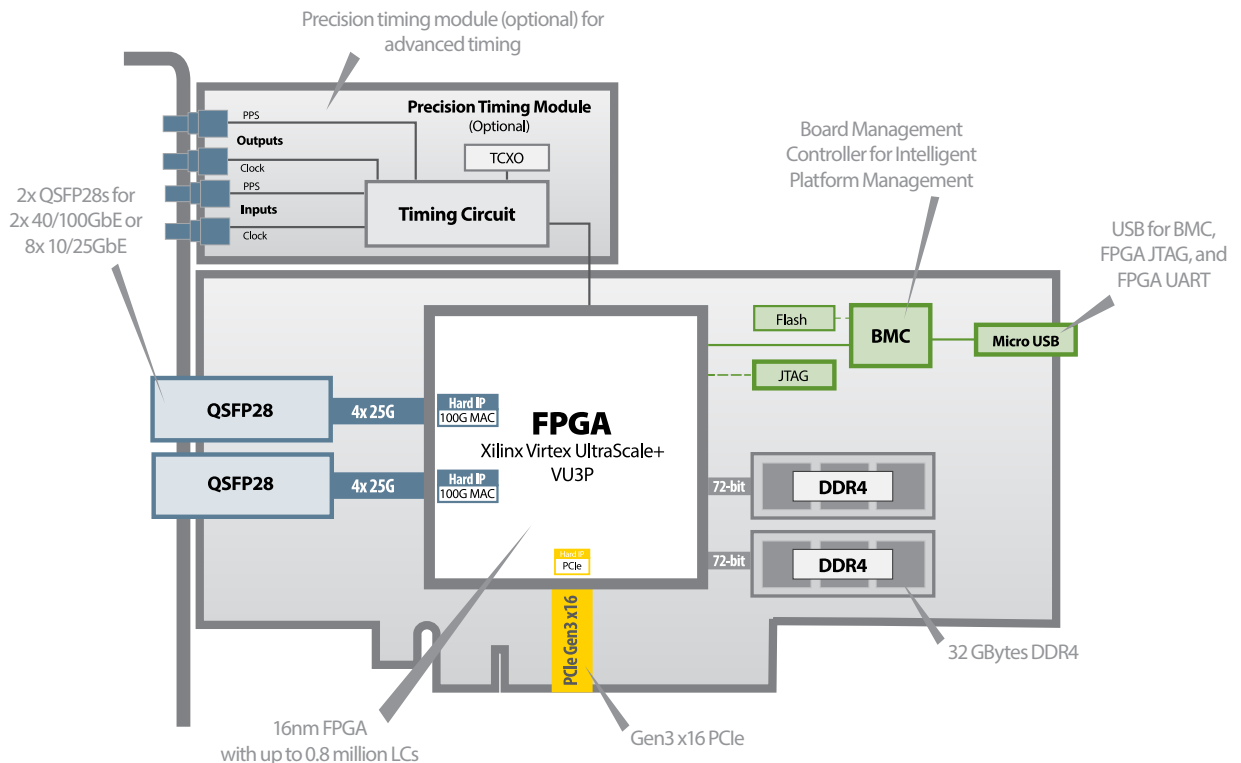 Precision timing module (optional) for
advanced timing
Precision Timing Module
(Optional)
PPS
Outputs
Clock
PPS
Inputs
Clock
TCXO
Timing Circuit
Board Management
Controller for Intelligent
Platform Management
2x QSFP28s for
2x 40/100GbE or
8x 10/25GbE
USB for BMC,
FPGA JTAG, and
FPGA UART
Flash
BMC
Micro USB
JTAG
QSFP28
4x 25G
Hard IP
100G MAC
QSFP28
4x 25G
Hard IP
100G MAC
FPGA
Xilinx Virtex UltraScale+
VU3P
72-bit
DDR4
72-bit
DDR4
Hard IP
PCIe
PCIe Gen3 x16
32 GBytes DDR4
16nm FPGA
with up to 0.8 million LCs
Gen3 x16 PCIe